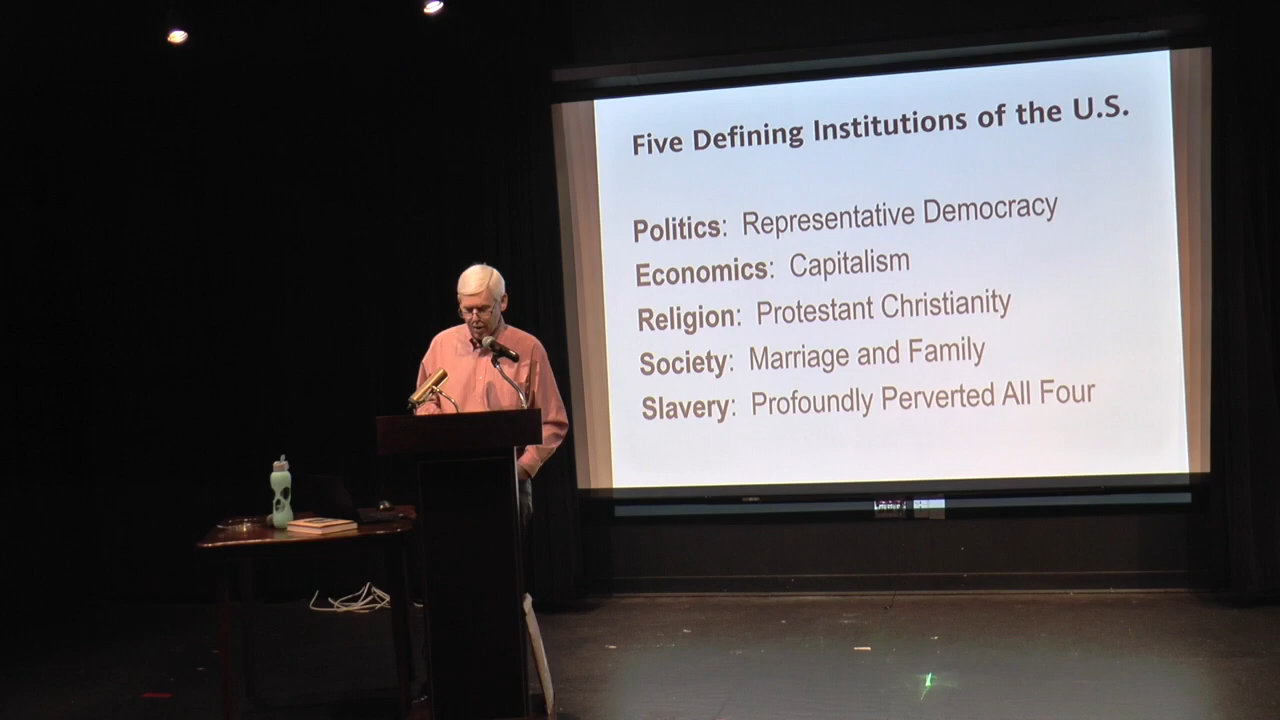 Five Defining Institutions of the U.S.
Politics: Representative Democracy
Economics: Capitalism
Religion: Protestant Christianity
Society: Marriage and Family
Slavery: Profoundly Perverted All Four